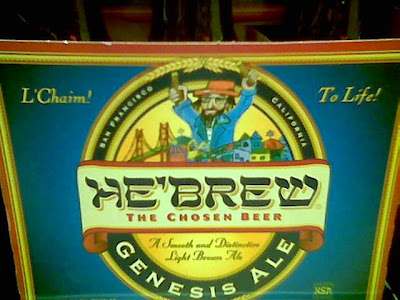 L'Chaim!
To Life!
SAN FRANCISCO
CALIFORNIA
HE'BREW
THE CHOSEN BEER
A Smooth and Distinctive
Light Brown Ale
GENESIS ALE
KSA